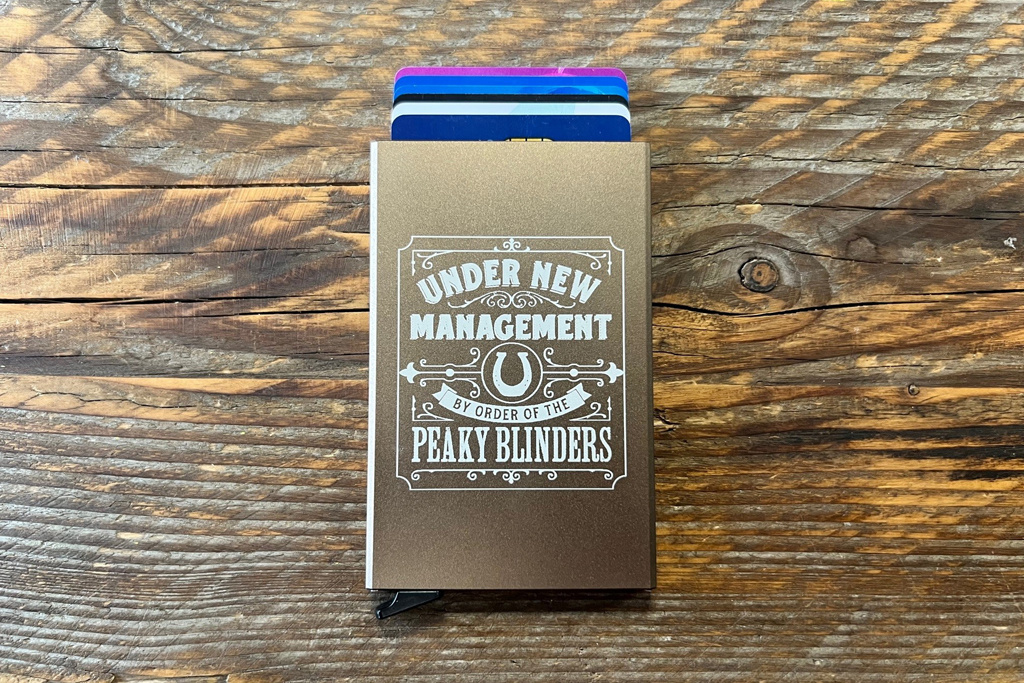 UNDER NEW
MANAGEMENT
BY ORDER OF THE
PEAKY BLINDERS